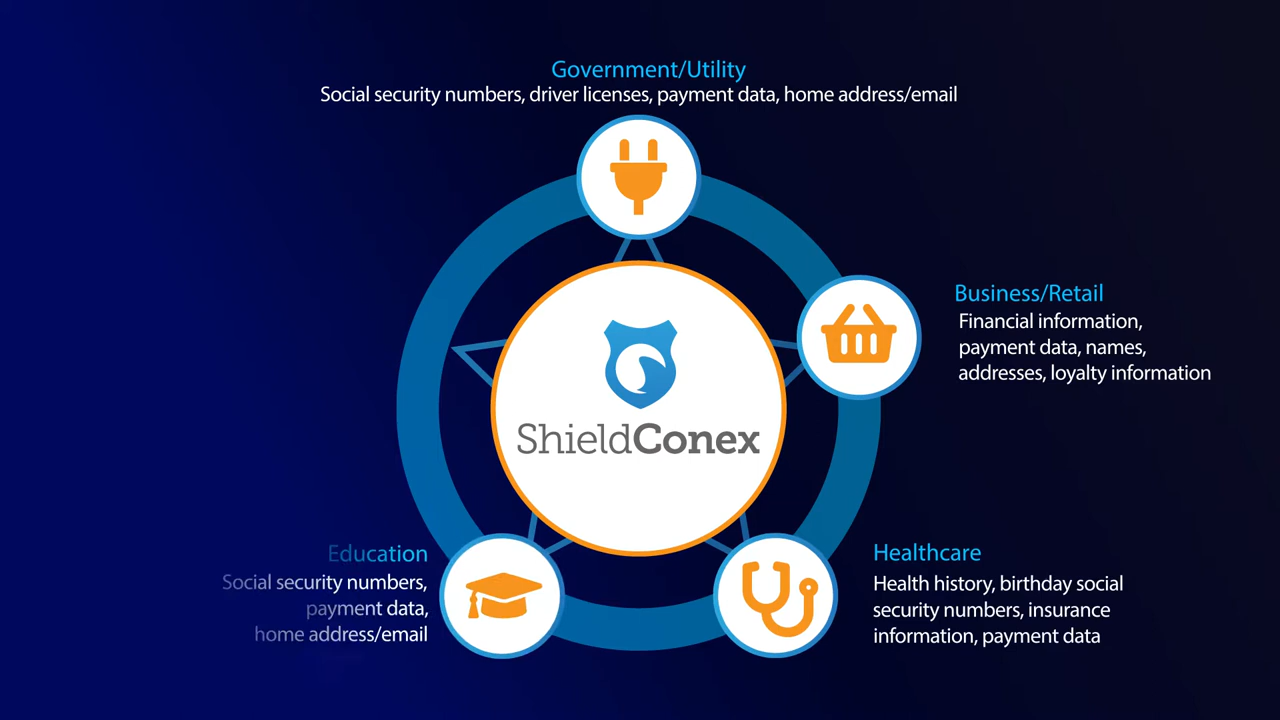 Government/Utility
Social security numbers, driver licenses, payment data, home address/email
Business/Retail
Financial information,
payment data, names,
addresses, loyalty information
ShieldConex
Education
Social security numbers,
payment data,
home address/email
Healthcare
Health history, birthday social
security numbers, insurance
information, payment data